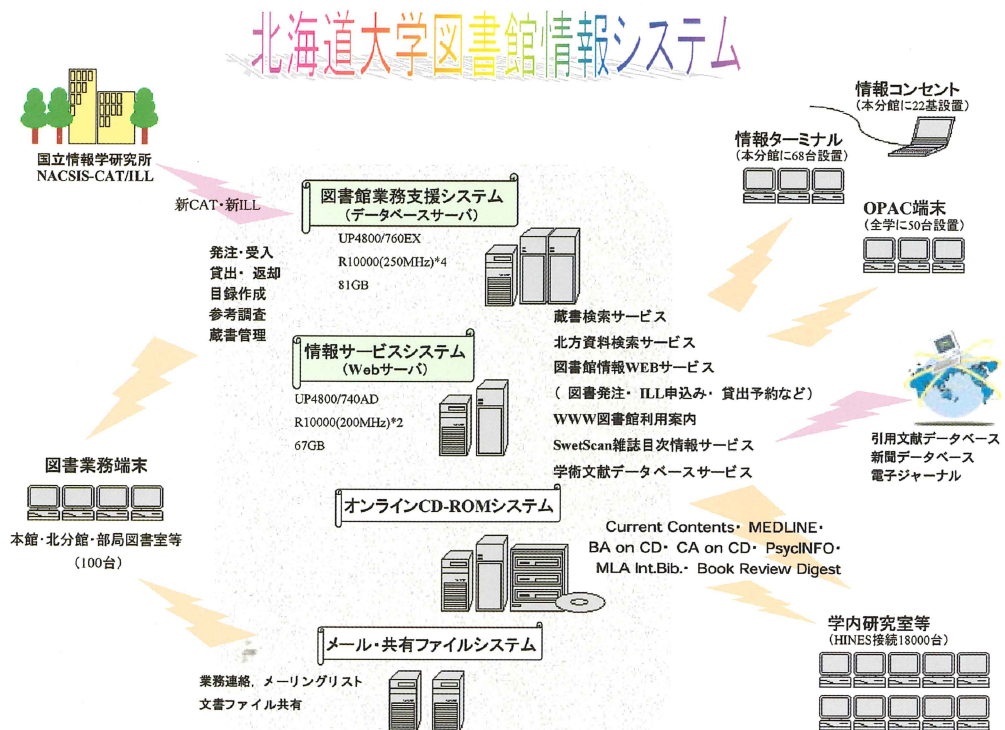 北海道大学図書館情報システム
国立情報学研究所
NACSIS-CAT/ILL
新CAT・新ILL
図書館業務支援システム
(データベースサーバ)
UP4800/760EX
R10000(250MHz)*4
81GB
発注・受入
貸出・ 返却
目録作成
参考調査
蔵書管理
情報サービスシステム
(Webサーバ)
UP4800/740AD
R10000(200MHz)*2
67GB
図書業務端末
本館・北分館・部局図書室等
(100台)
オンラインCD-ROMシステム
メール・共有ファイルシステム
業務連絡, メーリングリスト
文書ファイル共有
情報コンセント
(本分館に22基設置)
情報ターミナル
(本分館に68台設置)
OPAC端末
(全学に50台設置)
蔵書検索サービス
北方資料検索サービス
図書館情報WEBサービス
( 図書発注・ ILL申込み・ 貸出予約など)
WWW図書館利用案内
SwetScan雑誌目次情報サービス
学術文献データベースサービス
引用文献データベース
新聞データベース
電子ジャーナル
Current Contents・ MEDLINE・
BA on CD・ CA on CD・ PsycINFO・
MLA Int.Bib.・ Book Review Digest
学内研究室等
(HINES接続18000台)